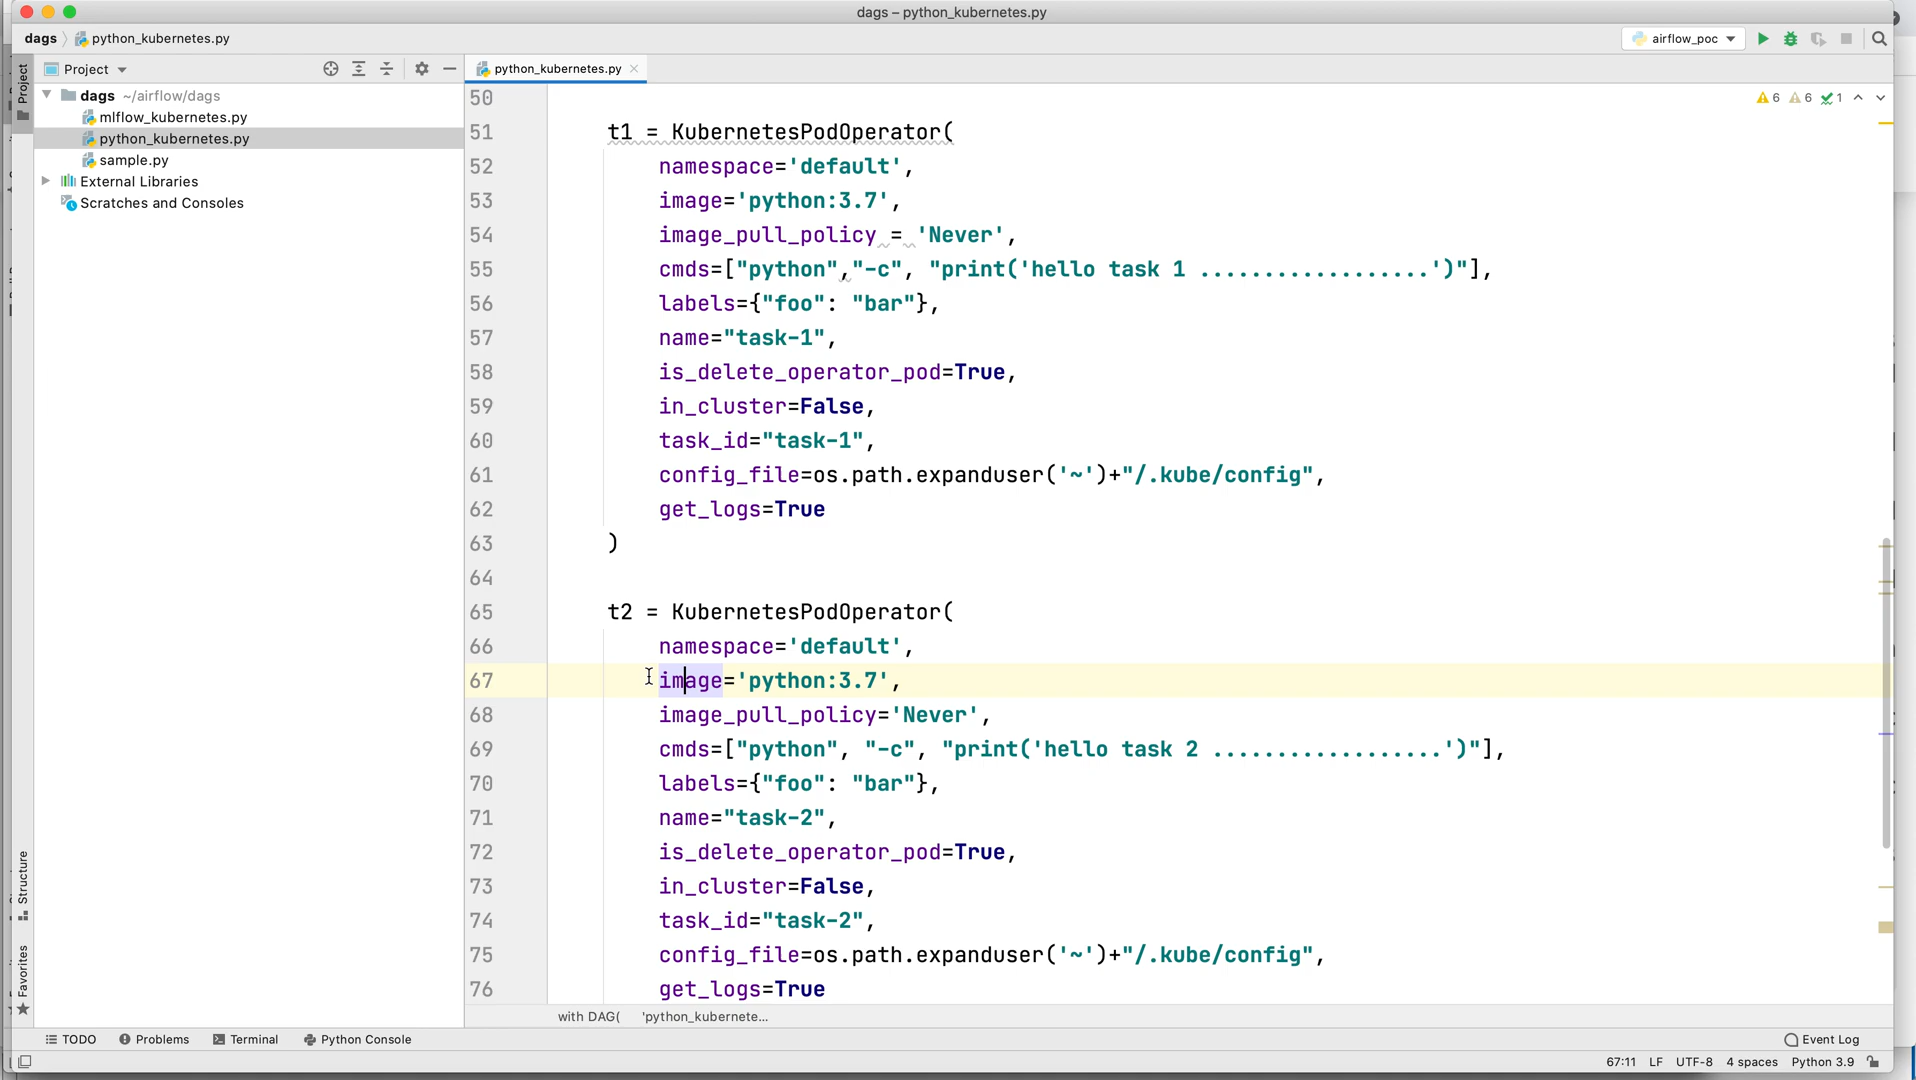 dags – python_kubernetes.py
dags python_kubernetes.py
airflow_poc
Project
Project
python_kubernetes.py
dags ~/airflow/dags
mlflow_kubernetes.py
python_kubernetes.py
sample.py
External Libraries
Scratches and Consoles
6 6 1
50
51 t1 = KubernetesPodOperator(
52 namespace='default',
53 image='python:3.7',
54 image_pull_policy = 'Never',
55 cmds=["python","-c", "print('hello task 1 ..................')"],
56 labels={"foo": "bar"},
57 name="task-1",
58 is_delete_operator_pod=True,
59 in_cluster=False,
60 task_id="task-1",
61 config_file=os.path.expanduser('~')+"/.kube/config",
62 get_logs=True
63 )
64
65 t2 = KubernetesPodOperator(
66 namespace='default',
67 image='python:3.7',
68 image_pull_policy='Never',
69 cmds=["python", "-c", "print('hello task 2 ..................')"],
70 labels={"foo": "bar"},
71 name="task-2",
72 is_delete_operator_pod=True,
73 in_cluster=False,
74 task_id="task-2",
75 config_file=os.path.expanduser('~')+"/.kube/config",
76 get_logs=True
with DAG( 'python_kubernete...
Structure
Favorites
TODO Problems Terminal Python Console Event Log
67:11 LF UTF-8 4 spaces Python 3.9